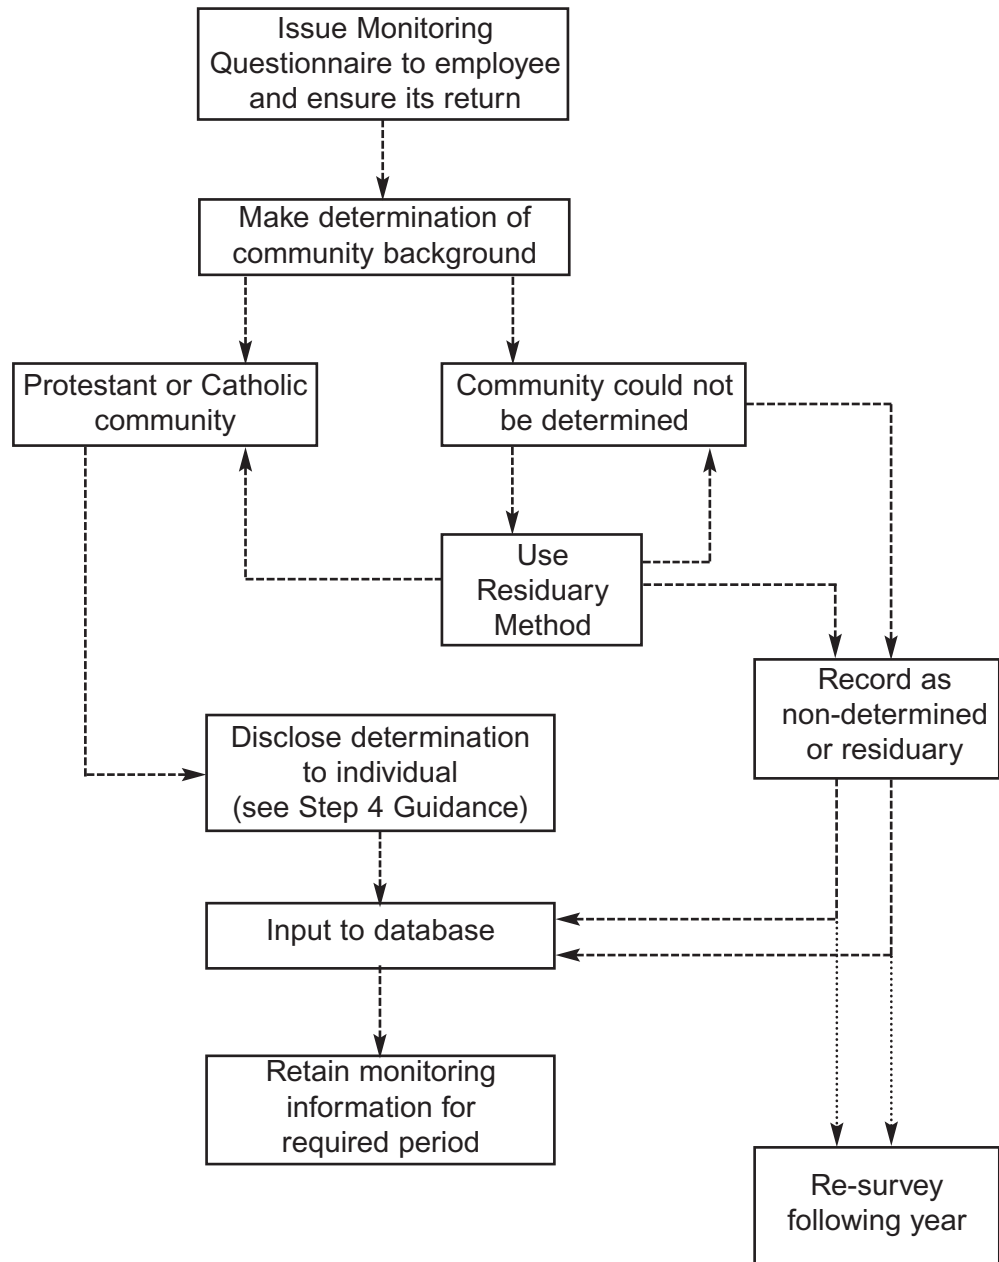 Issue Monitoring
Questionnaire to employee
and ensure its return
Make determination of
community background
Protestant or Catholic
community
Community could not
be determined
Use
Residuary
Method
Record as
non-determined
or residuary
Disclose determination
to individual
(see Step 4 Guidance)
Input to database
Retain monitoring
information for
required period
Re-survey
following year